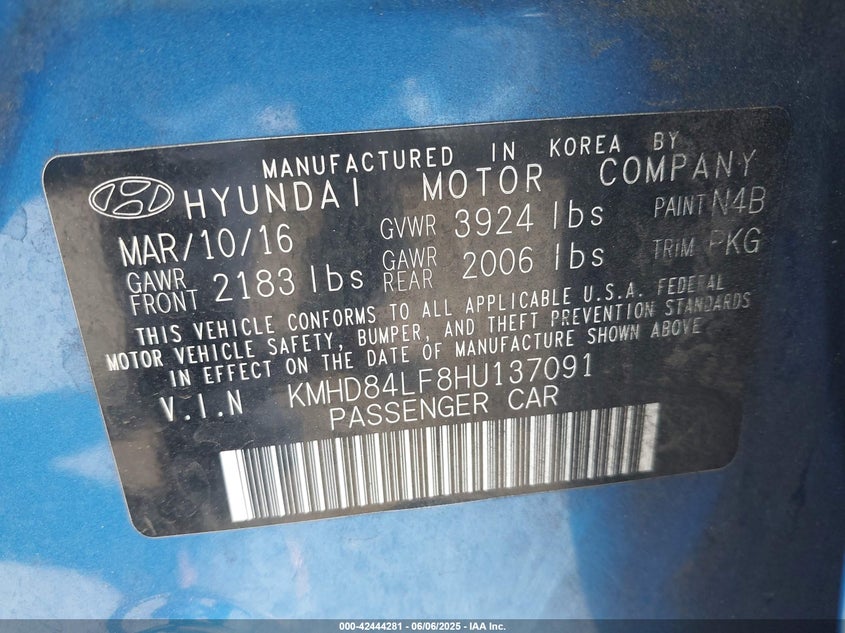 MANUFACTURED IN KOREA BY
HYUNDAI MOTOR COMPANY
MAR/10/16 GVWR 3924 lbs PAINT N4B
GAWR FRONT 2183 lbs GAWR REAR 2006 lbs TRIM PKG
THIS VEHICLE CONFORMS TO ALL APPLICABLE U.S.A. FEDERAL
MOTOR VEHICLE SAFETY, BUMPER, AND THEFT PREVENTION STANDARDS
IN EFFECT ON THE DATE OF MANUFACTURE SHOWN ABOVE
V.I.N KMHD84LF8HU137091
PASSENGER CAR
000-42444281 - 06/06/2025 - IAA Inc.